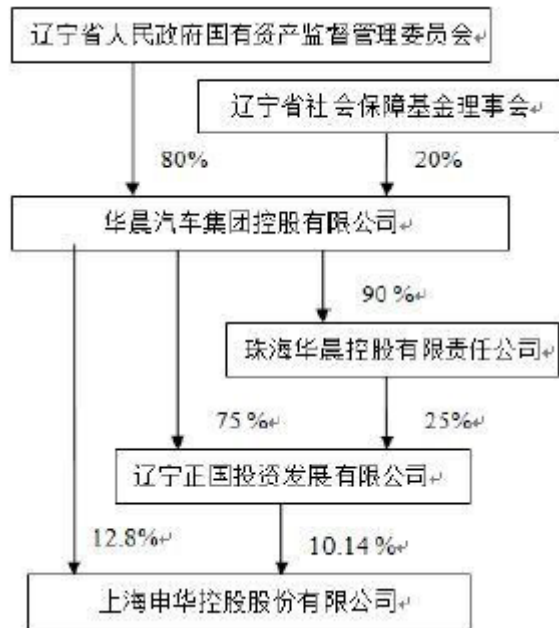 辽宁省人民政府国有资产监督管理委员会↵
辽宁省社会保障基金理事会
80%
20%
华晨汽车集团控股有限公司↵
90 %↵
珠海华晨控股有限责任公司↵
75 %↵
25%↵
辽宁正国投资发展有限公司↵
12.8%↵
10.14 %↵
上海申华控股股份有限公司↵